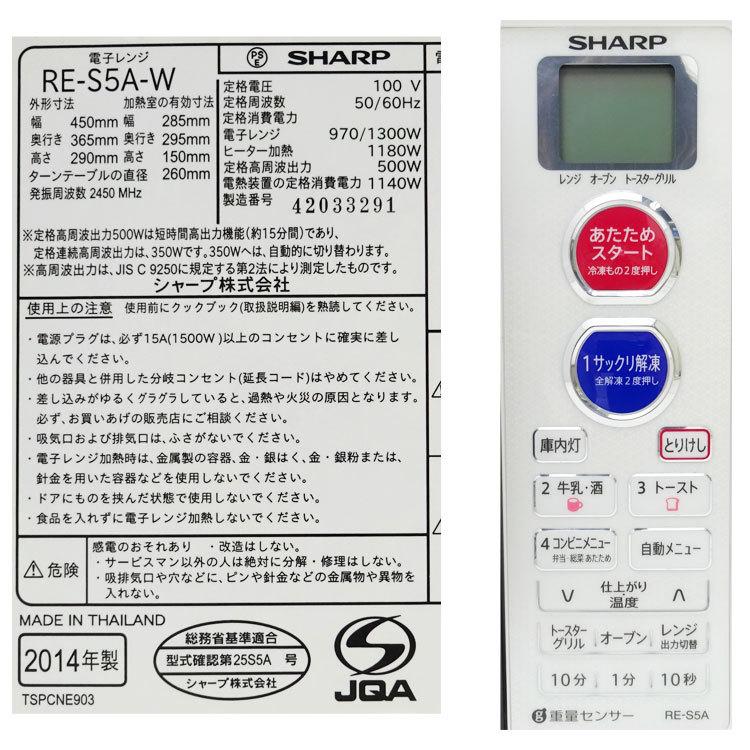 電子レンジ
RE-S5A-W
PS
E
SHARP
外形寸法 加熱室の有効寸法
幅 450mm 幅 285mm
奥行き 365mm 奥行き 295mm
高さ 290mm 高さ 150mm
ターンテーブルの直径 260mm
発振周波数 2450 MHz
定格電圧 100 V
定格周波数 50/60Hz
定格消費電力
電子レンジ 970/1300W
ヒーター加熱 1180W
定格高周波出力 500W
電熱装置の定格消費電力 1140W
製造番号 42033291
※定格高周波出力500Wは短時間高出力機能(約15分間)であり、
定格連続高周波出力は、350Wです。350Wへは、自動的に切り替わります。
※高周波出力は、JIS C 9250に規定する第2法により測定したものです。
シャープ株式会社
使用上の注意 使用前にクックブック(取扱説明編)を熟読してください。
・電源プラグは、必ず15A(1500W)以上のコンセントに確実に差し
込んでください。
・他の器具と併用した分岐コンセント(延長コード)はやめてください。
・差し込みがゆるくグラグラしていると、過熱や火災の原因となります。
必ず、お買いあげの販売店にご相談ください。
・吸気口および排気口は、ふさがないでください。
・電子レンジ加熱時は、金属製の容器、金・銀はく、金・銀粉または、
針金を用いた容器などを使用しないでください。
・ドアにものを挟んだ状態で使用しないでください。
・食品を入れずに電子レンジ加熱しないでください。
危険
感電のおそれあり ・改造はしない。
・サービスマン以外の人は絶対に分解・修理はしない。
・吸排気口や穴などに、ピンや針金などの金属物や異物を
入れない。
MADE IN THAILAND
2014年製
TSPCNE903
総務省基準適合
型式確認第25S5A 号
シャープ株式会社
JQA
SHARP
レンジ オーブン トースターグリル
あたため
スタート
冷凍もの2度押し
1サックリ解凍
全解凍2度押し
庫内灯
とりけし
2 牛乳・酒
3 トースト
4 コンビニメニュー
弁当・総菜あたため
自動メニュー
∨ 仕上がり ∧
温度
トースター
グリル
オーブン
レンジ
出力切替
10分 1分 10秒
g 重量センサー RE-S5A